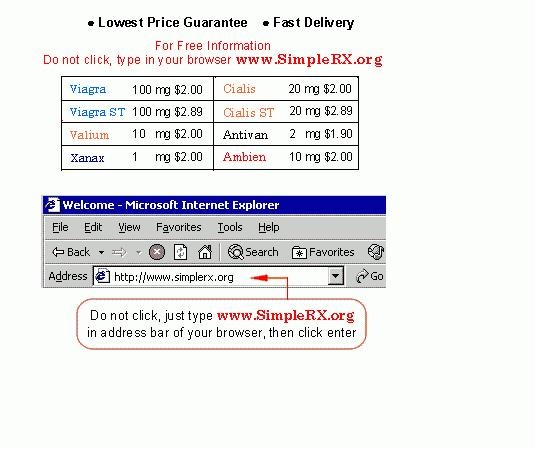 • Lowest Price Guarantee • Fast Delivery
For Free Information
Do not click, type in your browser www.SimpleRX.org
Viagra 100 mg $2.00 Cialis 20 mg $2.00
Viagra ST 100 mg $2.89 Cialis ST 20 mg $2.89
Valium 10 mg $2.00 Antivan 2 mg $1.90
Xanax 1 mg $2.00 Ambien 10 mg $2.00
Welcome - Microsoft Internet Explorer
File Edit View Favorites Tools Help
Back Search Favorites
Address http://www.simplerx.org Go
Do not click, just type www.SimpleRX.org
in address bar of your browser, then click enter